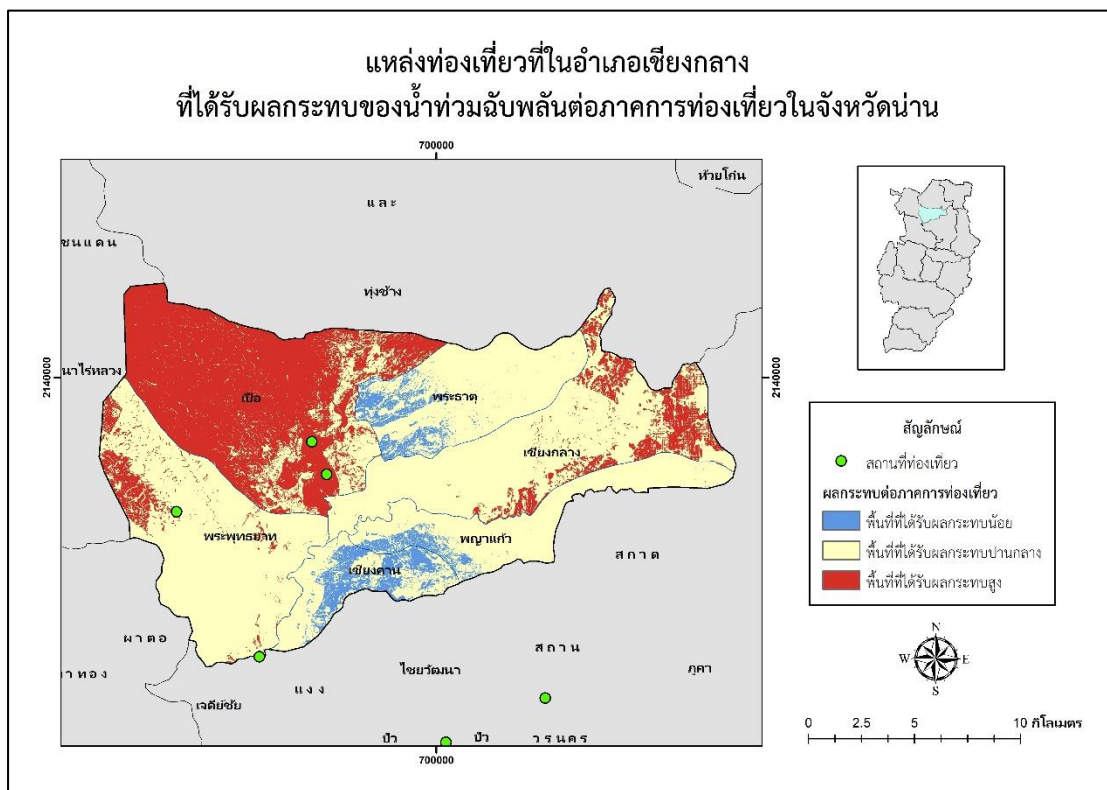 แหล่งท่องเที่ยวที่ในอำเภอเชียงกลาง
ที่ได้รับผลกระทบของน้ำท่วมฉับพลันต่อภาคการท่องเที่ยวในจังหวัดน่าน
700000
ห้วยโก๋น
และ
ชนแดน
ทุ่งช้าง
นาไร่หลวง
2140000
2140000
เปือ
พระธาตุ
เชียงกลาง
พระพุทธบาท
พญาแก้ว
สกาด
เชียงคาน
ผาตอ
สถาน
าทอง
แงง
ไชยวัฒนา
ภูคา
เจดีย์ชัย
ปัว
ปัว
วรนคร
700000
สัญลักษณ์
สถานที่ท่องเที่ยว
ผลกระทบต่อภาคการท่องเที่ยว
พื้นที่ที่ได้รับผลกระทบน้อย
พื้นที่ที่ได้รับผลกระทบปานกลาง
พื้นที่ที่ได้รับผลกระทบสูง
N
W E
S
0 2.5 5 10 กิโลเมตร